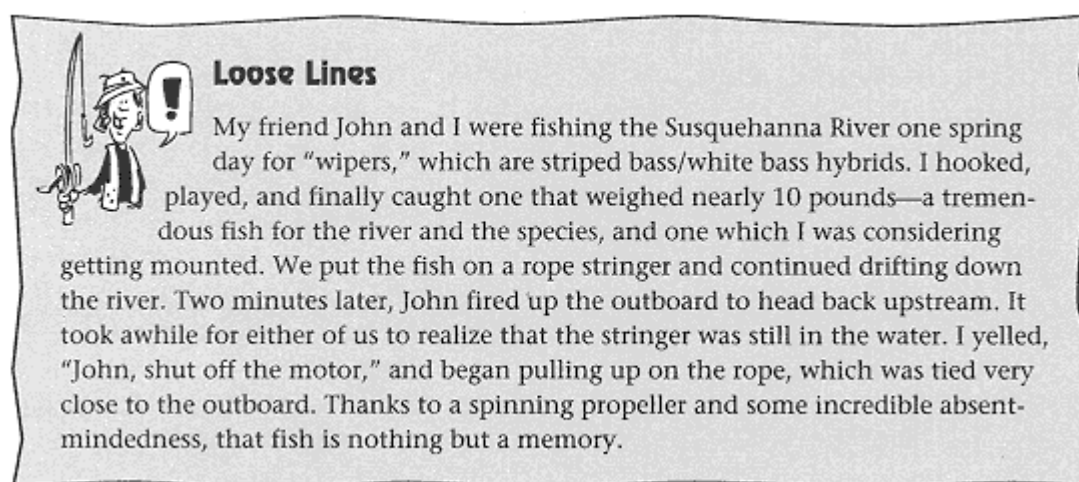 Loose Lines
!
My friend John and I were fishing the Susquehanna River one spring
day for “wipers,” which are striped bass/white bass hybrids. I hooked,
played, and finally caught one that weighed nearly 10 pounds—a tremen-
dous fish for the river and the species, and one which I was considering
getting mounted. We put the fish on a rope stringer and continued drifting down
the river. Two minutes later, John fired up the outboard to head back upstream. It
took awhile for either of us to realize that the stringer was still in the water. I yelled,
“John, shut off the motor,” and began pulling up on the rope, which was tied very
close to the outboard. Thanks to a spinning propeller and some incredible absent-
mindedness, that fish is nothing but a memory.